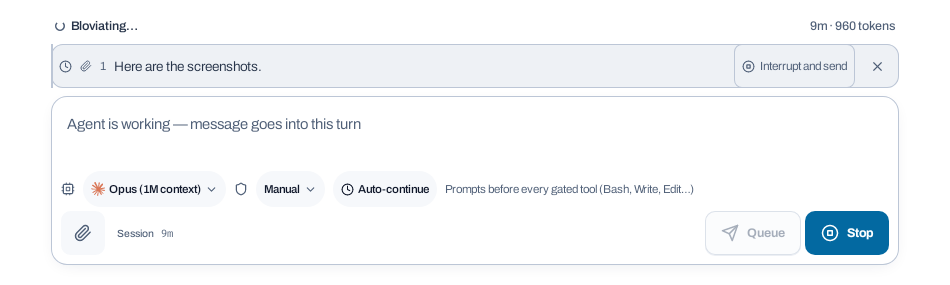 Bloviating...
9m · 960 tokens
1 Here are the screenshots.
Interrupt and send
Agent is working — message goes into this turn
Opus (1M context)
Manual
Auto-continue
Prompts before every gated tool (Bash, Write, Edit...)
Session 9m
Queue
Stop